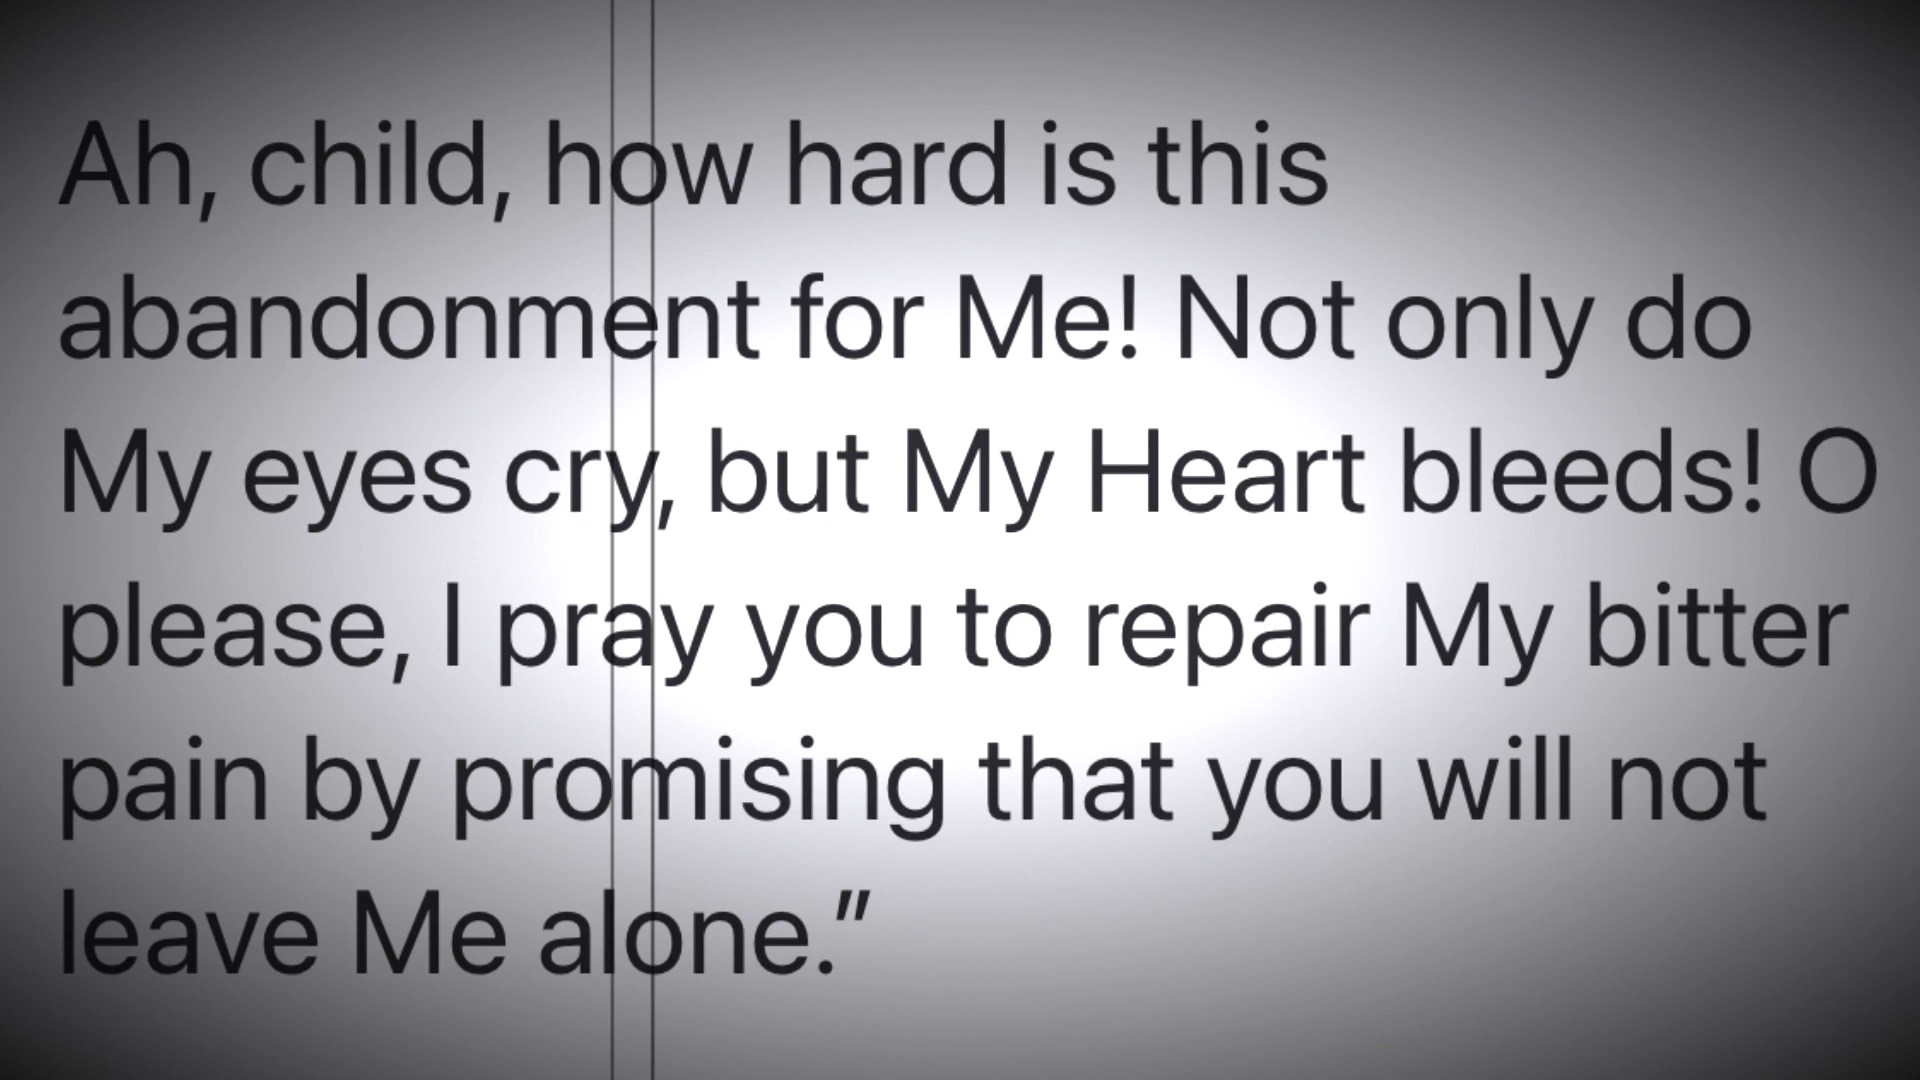 Ah, child, how hard is this
abandonment for Me! Not only do
My eyes cry, but My Heart bleeds! O
please, I pray you to repair My bitter
pain by promising that you will not
leave Me alone.”